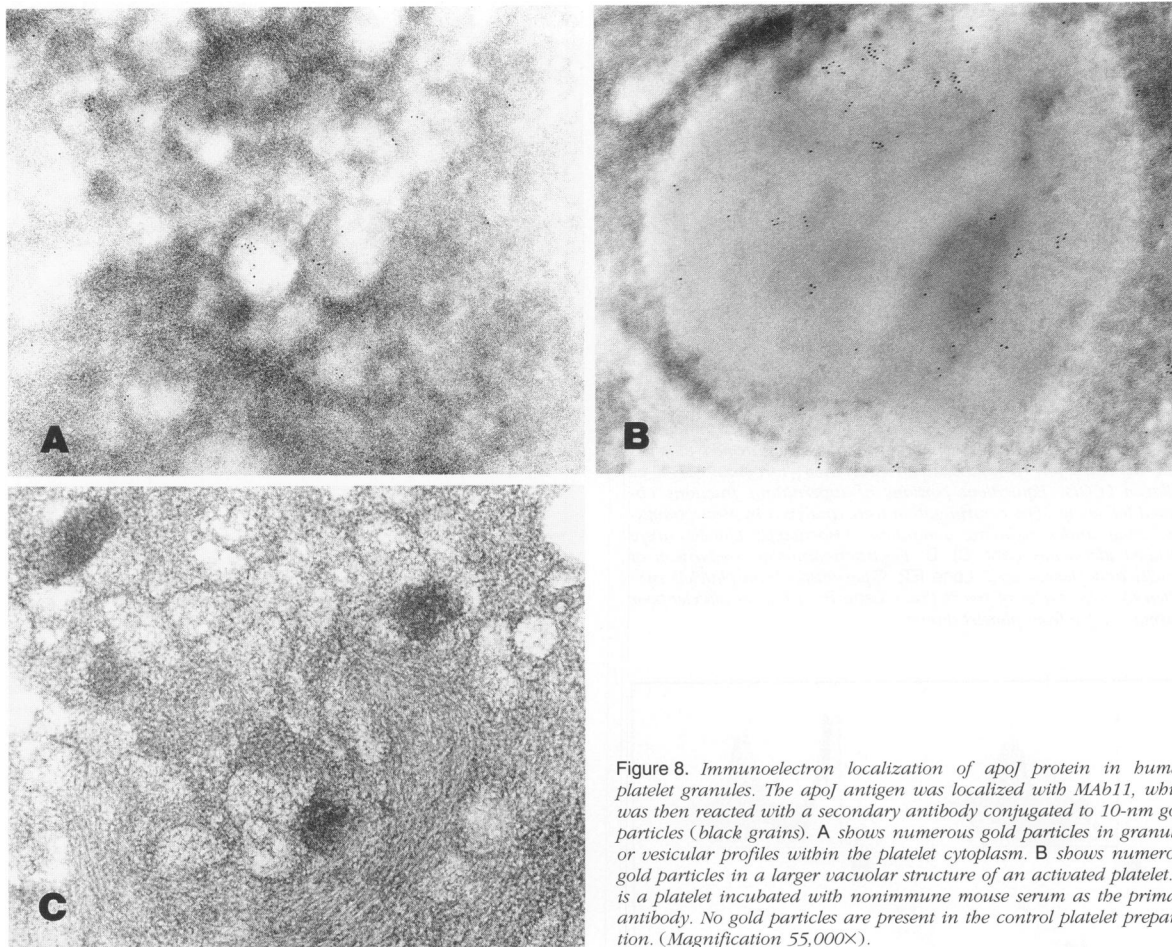 A
B
C
Figure 8. Immunoelectron localization of apoJ protein in hum
platelet granules. The apoJ antigen was localized with MAb11, whi
was then reacted with a secondary antibody conjugated to 10-nm go
particles (black grains). A shows numerous gold particles in granul
or vesicular profiles within the platelet cytoplasm. B shows numero
gold particles in a larger vacuolar structure of an activated platelet.
is a platelet incubated with nonimmune mouse serum as the prima
antibody. No gold particles are present in the control platelet prepar
tion. (Magnification 55,000×).